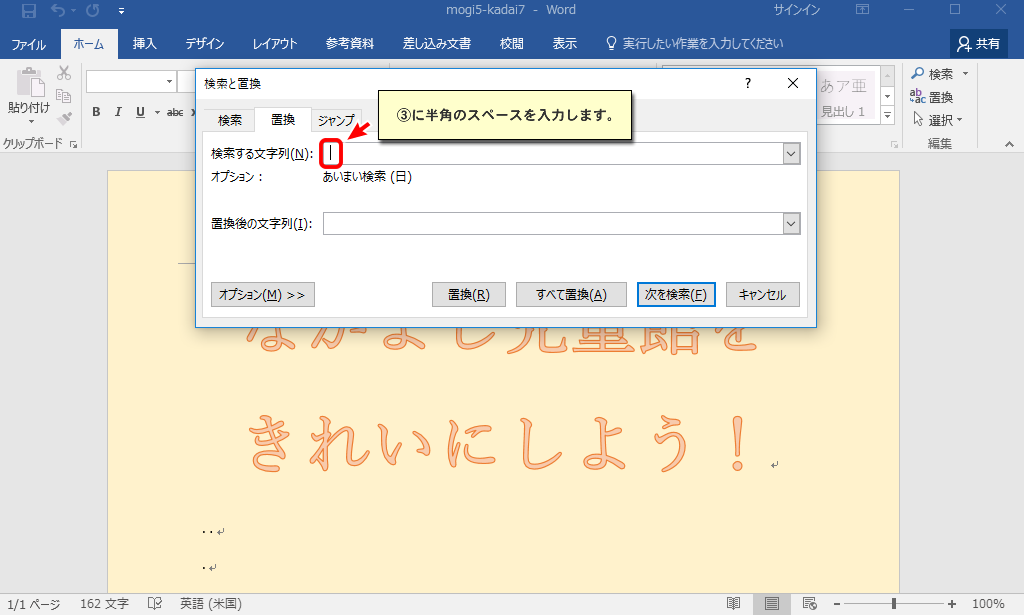 mogi5-kadai7 - Word
サインイン
ファイル ホーム 挿入 デザイン レイアウト 参考資料 差し込み文書 校閲 表示 実行したい作業を入力してください 共有
貼り付け
クリップボード
B I U abc
あア亜
見出し 1
検索
置換
選択
編集
検索と置換
?
検索 置換 ジャンプ
③に半角のスペースを入力します。
検索する文字列(N):
オプション : あいまい検索 (日)
置換後の文字列(I):
オプション(M) >> 置換(R) すべて置換(A) 次を検索(F) キャンセル
なかよし児童館を
きれいにしよう！
1/1 ページ 162 文字 英語 (米国) 100%